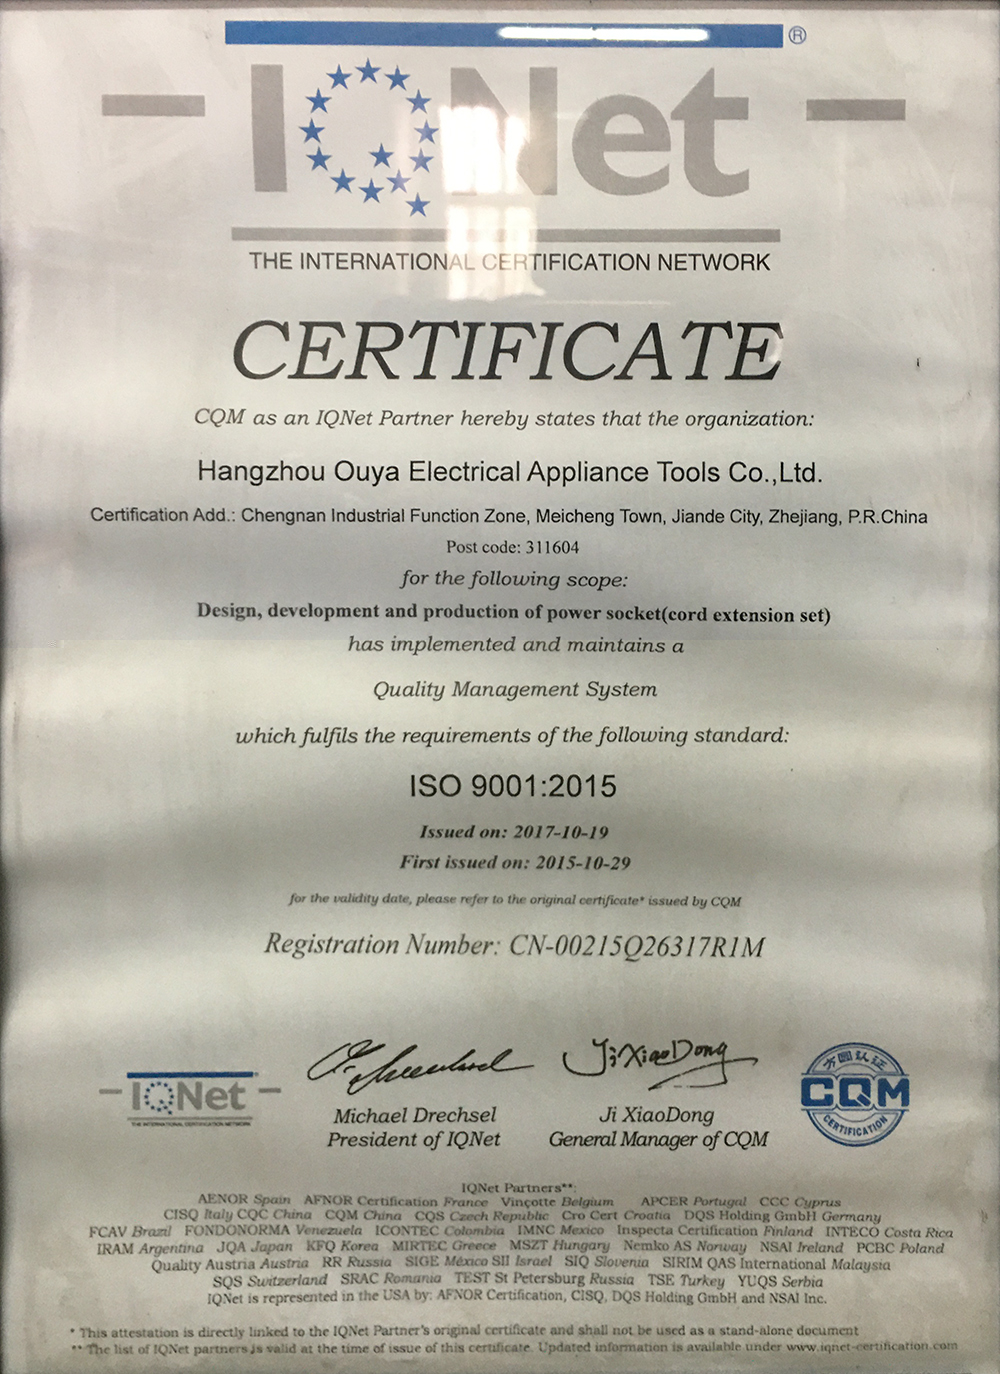 IQNet ®
THE INTERNATIONAL CERTIFICATION NETWORK
CERTIFICATE
CQM as an IQNet Partner hereby states that the organization:
Hangzhou Ouya Electrical Appliance Tools Co.,Ltd.
Certification Add.: Chengnan Industrial Function Zone, Meicheng Town, Jiande City, Zhejiang, P.R.China
Post code: 311604
for the following scope:
Design, development and production of power socket(cord extension set)
has implemented and maintains a
Quality Management System
which fulfils the requirements of the following standard:
ISO 9001:2015
Issued on: 2017-10-19
First issued on: 2015-10-29
for the validity date, please refer to the original certificate* issued by CQM
Registration Number: CN-00215Q26317R1M
Ji XiaoDong
IQNet
THE INTERNATIONAL CERTIFICATION NETWORK
Michael Drechsel
President of IQNet
Ji XiaoDong
General Manager of CQM
方圆认证
CQM
CERTIFICATION
IQNet Partners**:
AENOR Spain AFNOR Certification France Vinçotte Belgium APCER Portugal CCC Cyprus
CISQ Italy CQC China CQM China CQS Czech Republic Cro Cert Croatia DQS Holding GmbH Germany
FCAV Brazil FONDONORMA Venezuela ICONTEC Colombia IMNC Mexico Inspecta Certification Finland INTECO Costa Rica
IRAM Argentina JQA Japan KFQ Korea MIRTEC Greece MSZT Hungary Nemko AS Norway NSAI Ireland PCBC Poland
Quality Austria Austria RR Russia SIGE México SII Israel SIQ Slovenia SIRIM QAS International Malaysia
SQS Switzerland SRAC Romania TEST St Petersburg Russia TSE Turkey YUQS Serbia
IQNet is represented in the USA by: AFNOR Certification, CISQ, DQS Holding GmbH and NSAI Inc.
* This attestation is directly linked to the IQNet Partner's original certificate and shall not be used as a stand-alone document
** The list of IQNet partners is valid at the time of issue of this certificate. Updated information is available under www.iqnet-certification.com